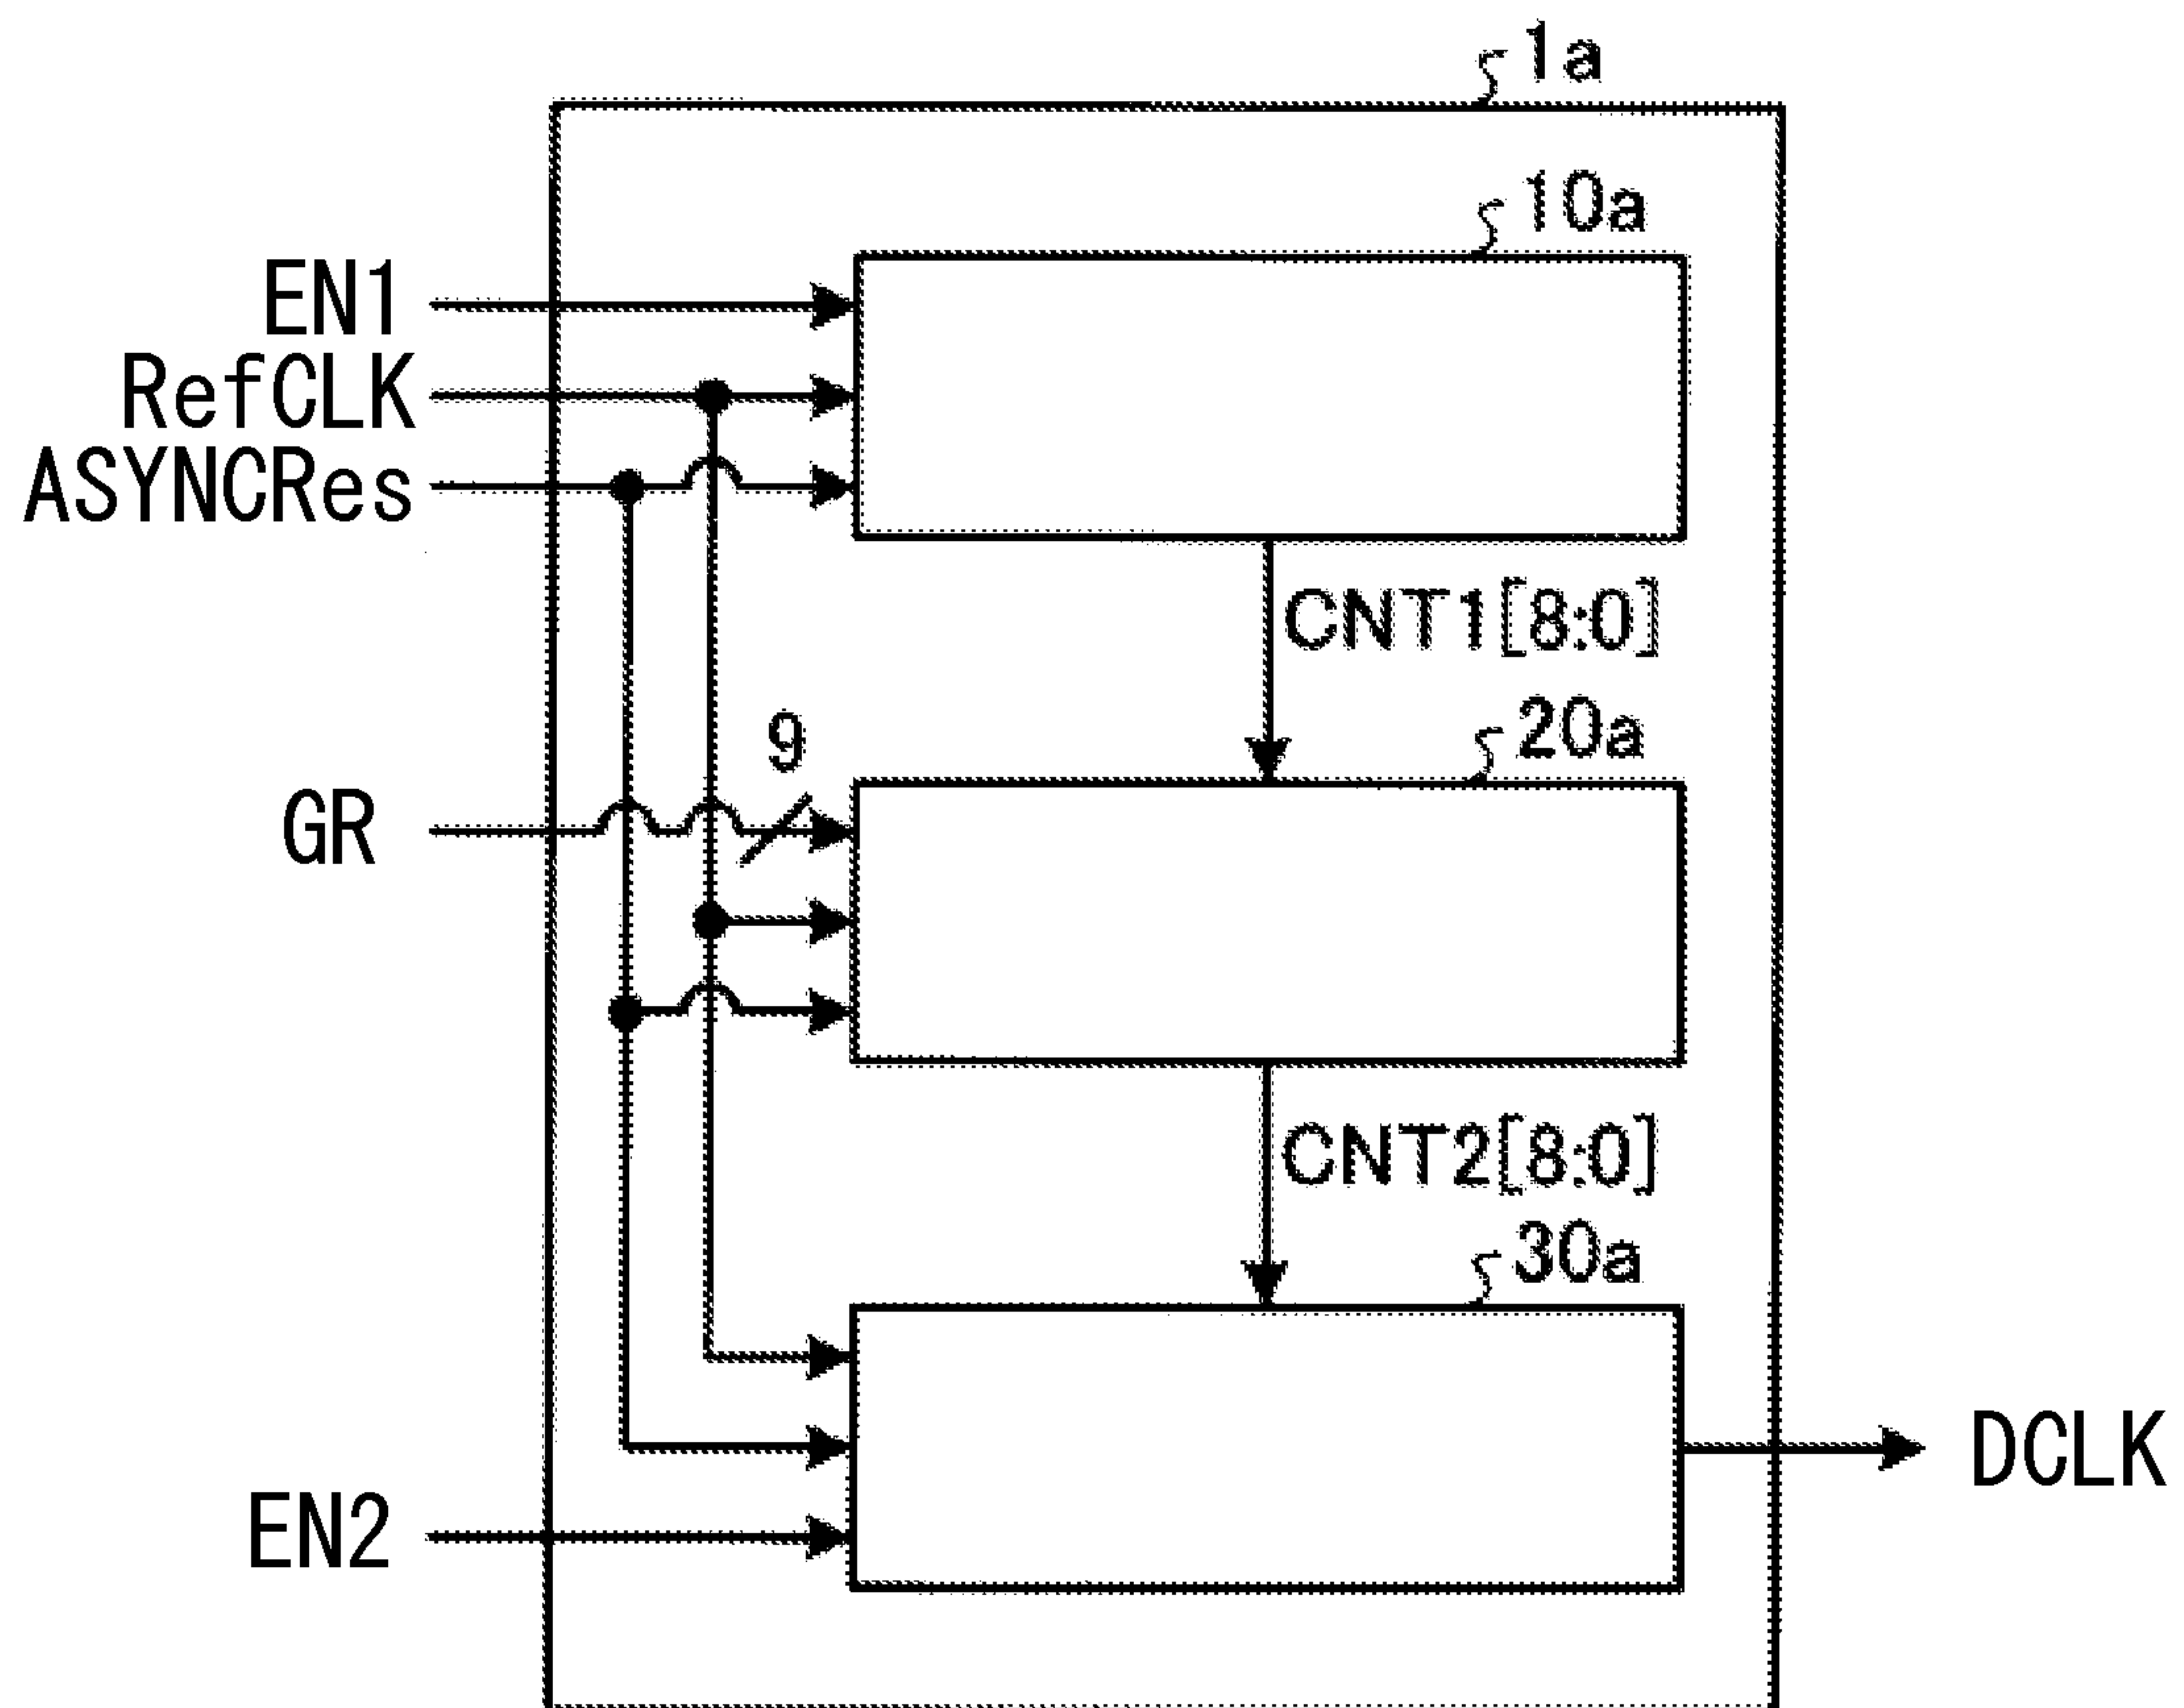 1a
10a
EN1
RefCLK
ASYNCRes
CNT1[8:0]
20a
9
GR
CNT2[8:0]
30a
DCLK
EN2